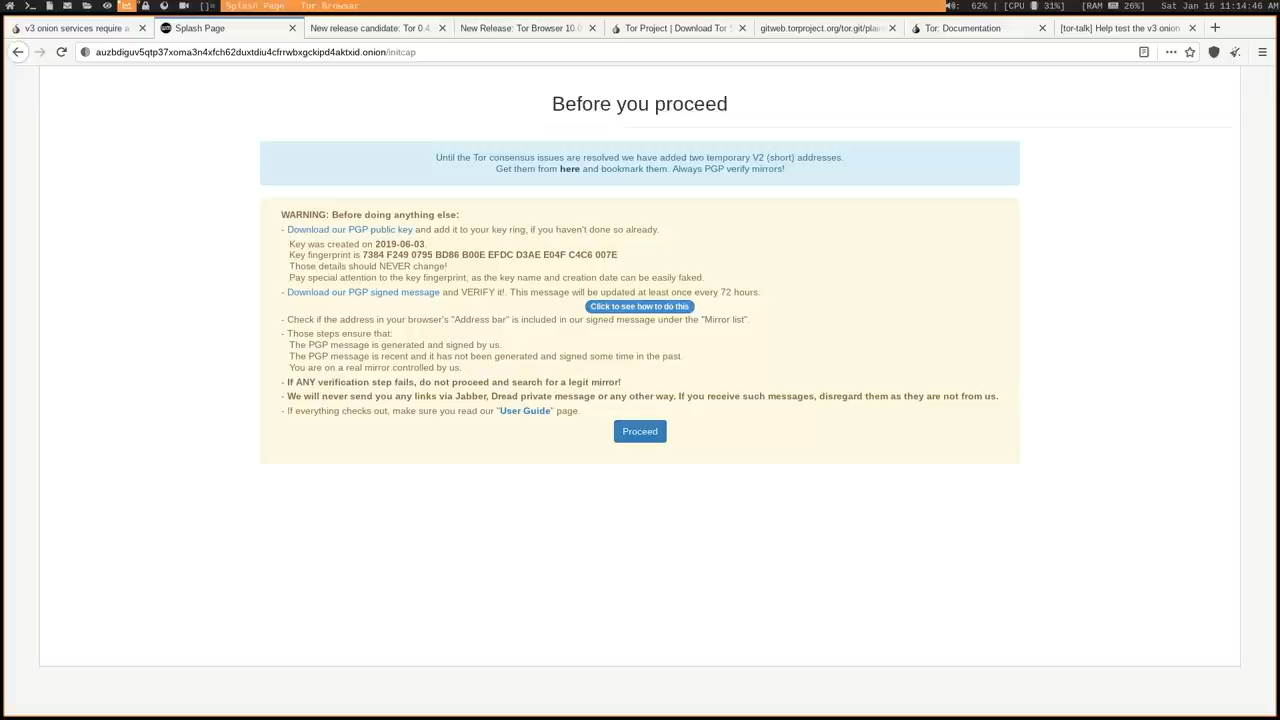 Splash Page - Tor Browser
62% | [CPU 31%] [RAM 26%] Sat Jan 16 11:14:46 AM
v3 onion services require a
Splash Page
New release candidate: Tor 0.4
New Release: Tor Browser 10.0
Tor Project | Download Tor
gitweb.torproject.org/tor.git/plain
Tor: Documentation
[tor-talk] Help test the v3 onion
auzbdiguv5qtp37xoma3n4xfch62duxtdiu4cfrrwbxgckipd4aktxid.onion/initcap
Before you proceed
Until the Tor consensus issues are resolved we have added two temporary V2 (short) addresses.
Get them from here and bookmark them. Always PGP verify mirrors!
WARNING: Before doing anything else:
- Download our PGP public key and add it to your key ring, if you haven't done so already.
Key was created on 2019-06-03.
Key fingerprint is 7384 F249 0795 BD86 B00E EFDC D3AE E04F C4C6 007E
Those details should NEVER change!
Pay special attention to the key fingerprint, as the key name and creation date can be easily faked.
- Download our PGP signed message and VERIFY it!. This message will be updated at least once every 72 hours.
Click to see how to do this
- Check if the address in your browser's "Address bar" is included in our signed message under the "Mirror list".
- Those steps ensure that:
The PGP message is generated and signed by us.
The PGP message is recent and it has not been generated and signed some time in the past.
You are on a real mirror controlled by us.
- If ANY verification step fails, do not proceed and search for a legit mirror!
- We will never send you any links via Jabber, Dread private message or any other way. If you receive such messages, disregard them as they are not from us.
- If everything checks out, make sure you read our "User Guide" page.
Proceed